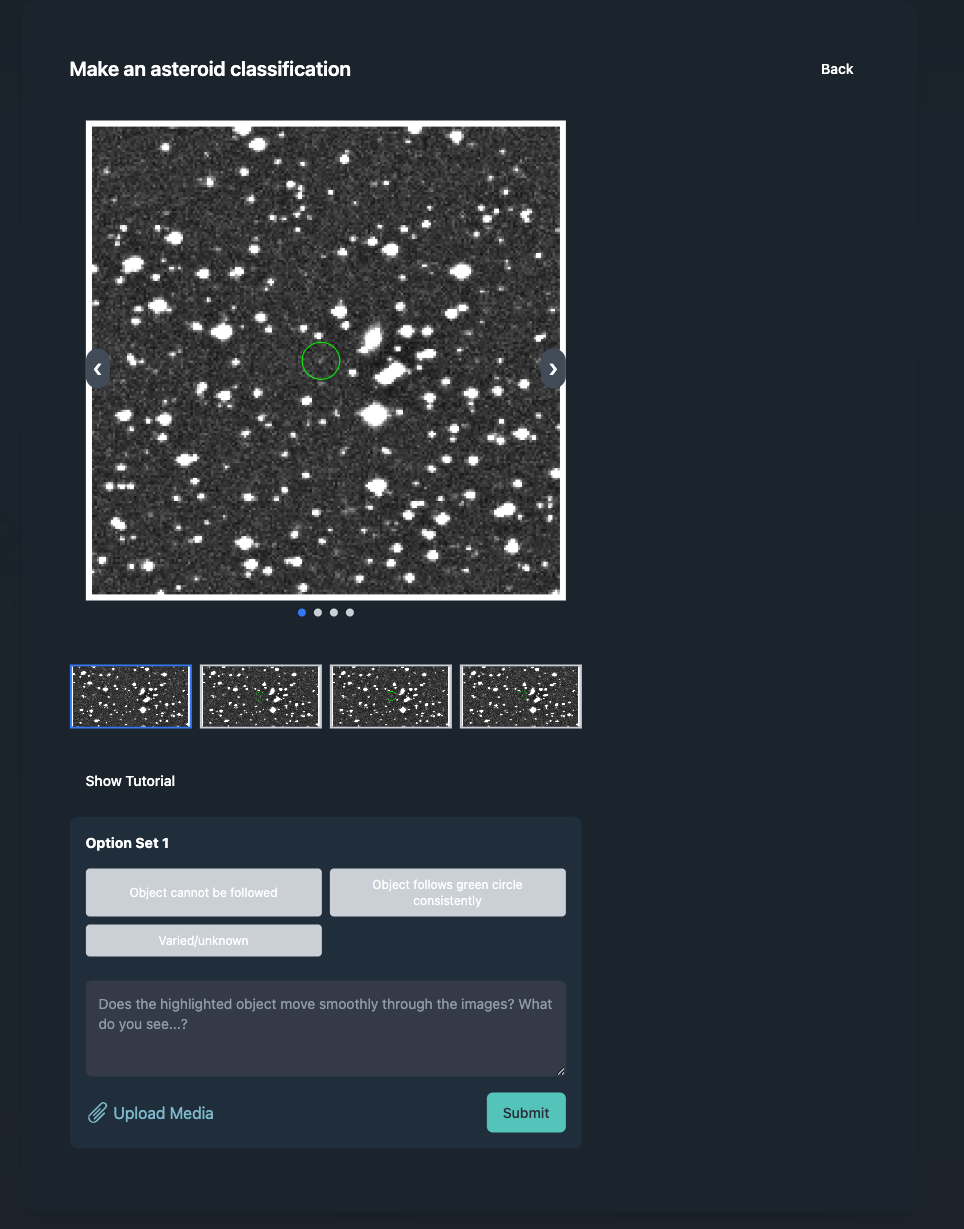 Make an asteroid classification
Back
Show Tutorial
Option Set 1
Object cannot be followed
Object follows green circle
consistently
Varied/unknown
Does the highlighted object move smoothly through the images? What
do you see...?
Upload Media
Submit